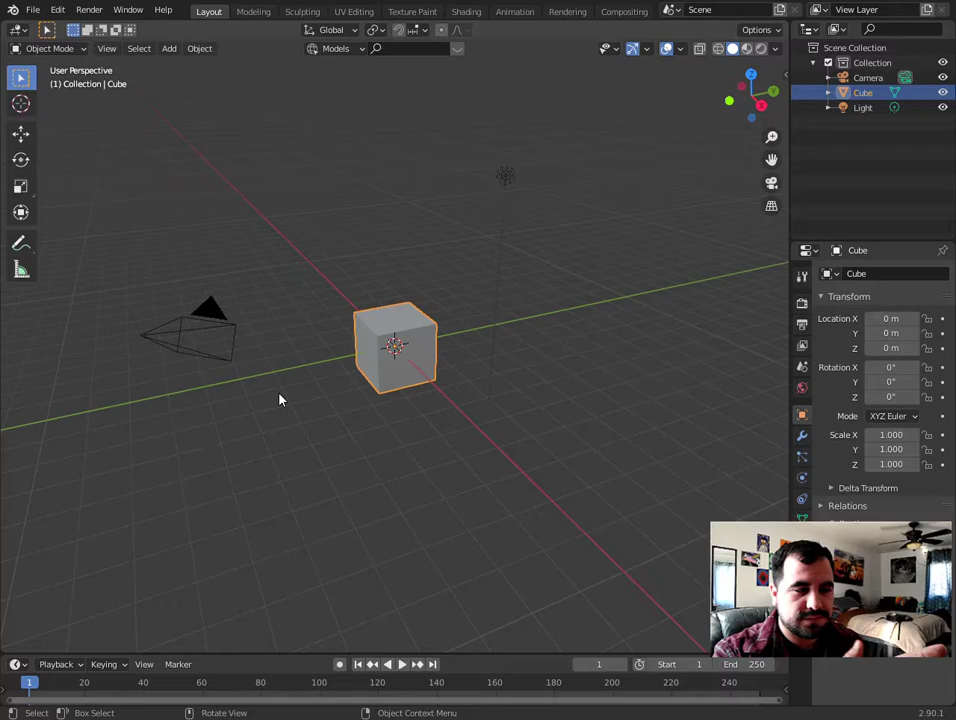 File Edit Render Window Help Layout Modeling Sculpting UV Editing Texture Paint Shading Animation Rendering Compositing Scene View Layer
Global Options
Object Mode View Select Add Object Models
User Perspective
(1) Collection | Cube
Z
Y
X
Scene Collection
Collection
Camera
Cube
Light
Cube
Cube
Transform
Location X 0 m
Y 0 m
Z 0 m
Rotation X 0°
Y 0°
Z 0°
Mode XYZ Euler
Scale X 1.000
Y 1.000
Z 1.000
Delta Transform
Relations
Playback Keying View Marker 1 Start 1 End 250
1 20 40 60 80 100 120 140 160 180 200 220 240
Select Box Select Rotate View Object Context Menu 2.90.1